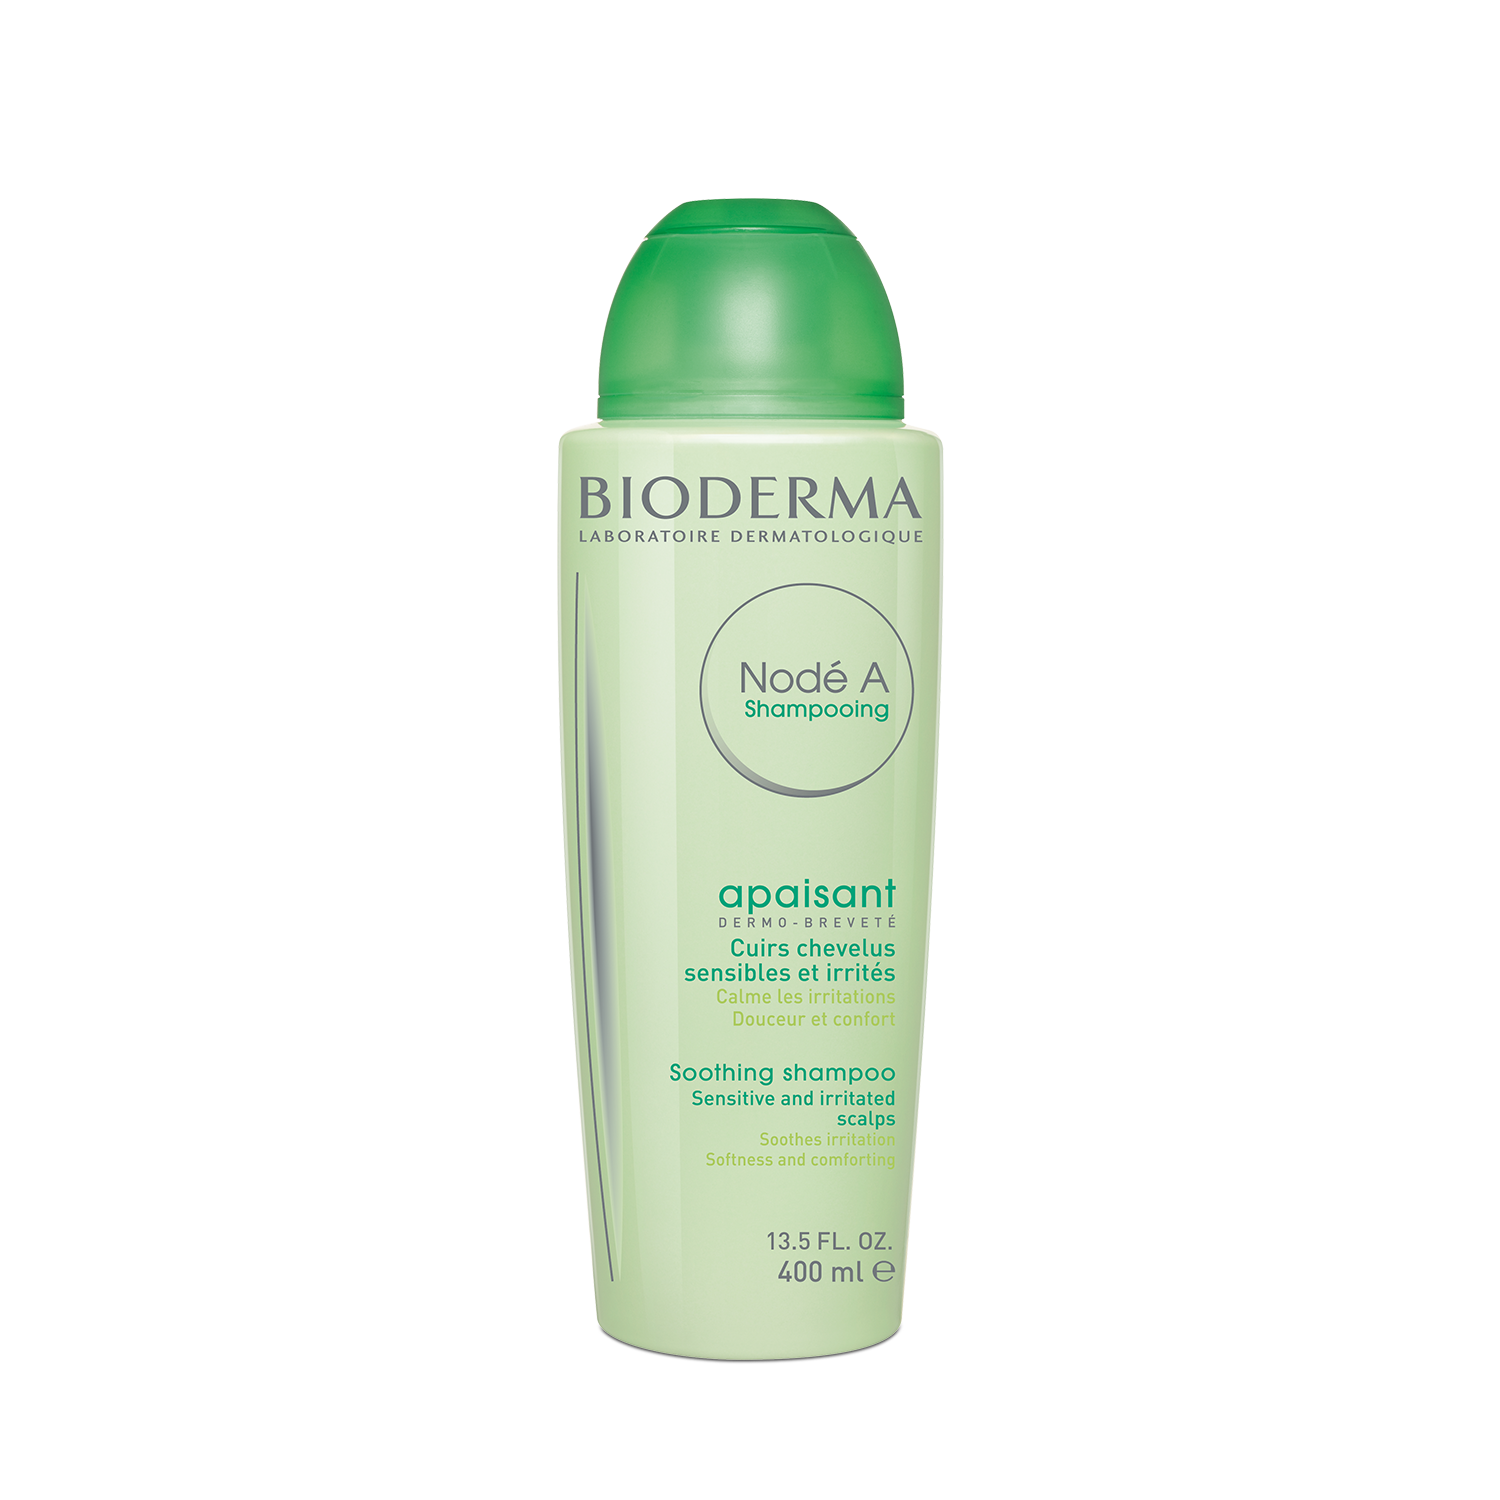 BIODERMA
LABORATOIRE DERMATOLOGIQUE
Nodé A
Shampooing
apaisant
DERMO-BREVETÉ
Cuirs chevelus
sensibles et irrités
Calme les irritations
Douceur et confort
Soothing shampoo
Sensitive and irritated
scalps
Soothes irritation
Softness and comforting
13.5 FL. OZ.
400 ml ℮